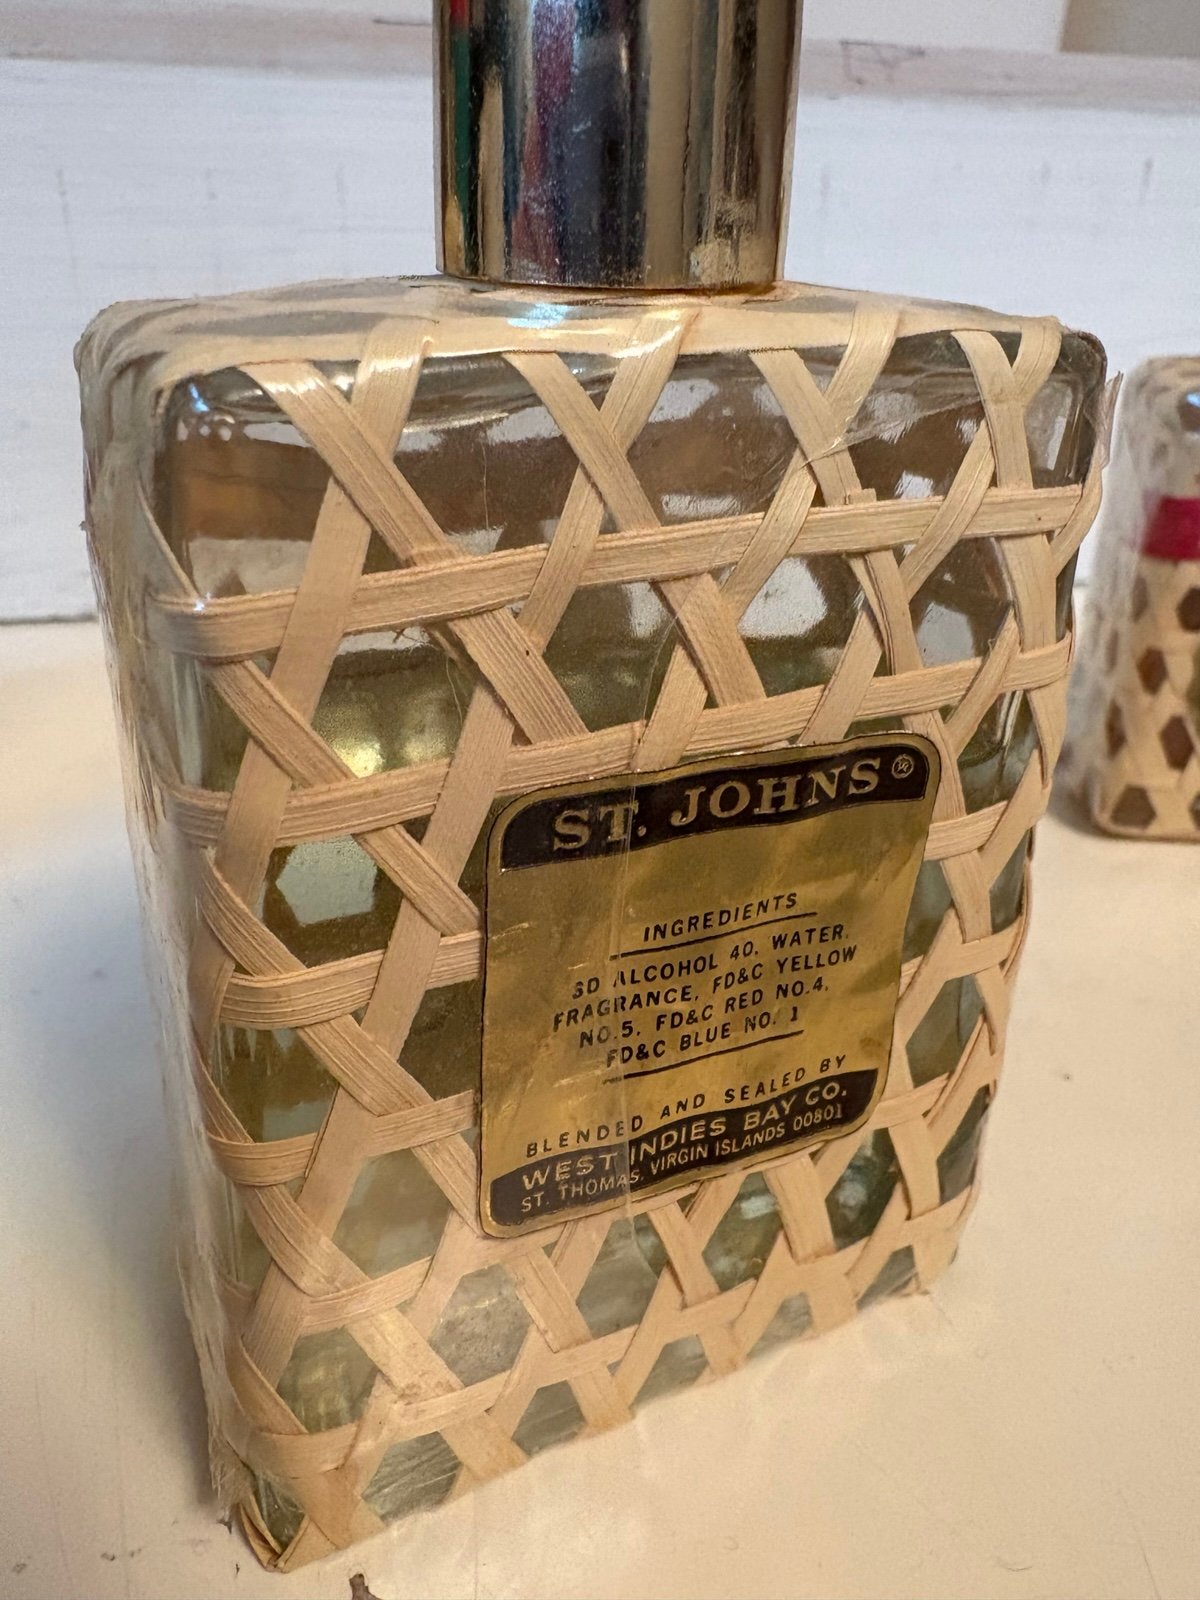 ST. JOHNS ®
INGREDIENTS
SD ALCOHOL 40, WATER,
FRAGRANCE, FD&C YELLOW
NO.5, FD&C RED NO.4,
FD&C BLUE NO. 1
BLENDED AND SEALED BY
WEST INDIES BAY CO.
ST. THOMAS, VIRGIN ISLANDS 00801